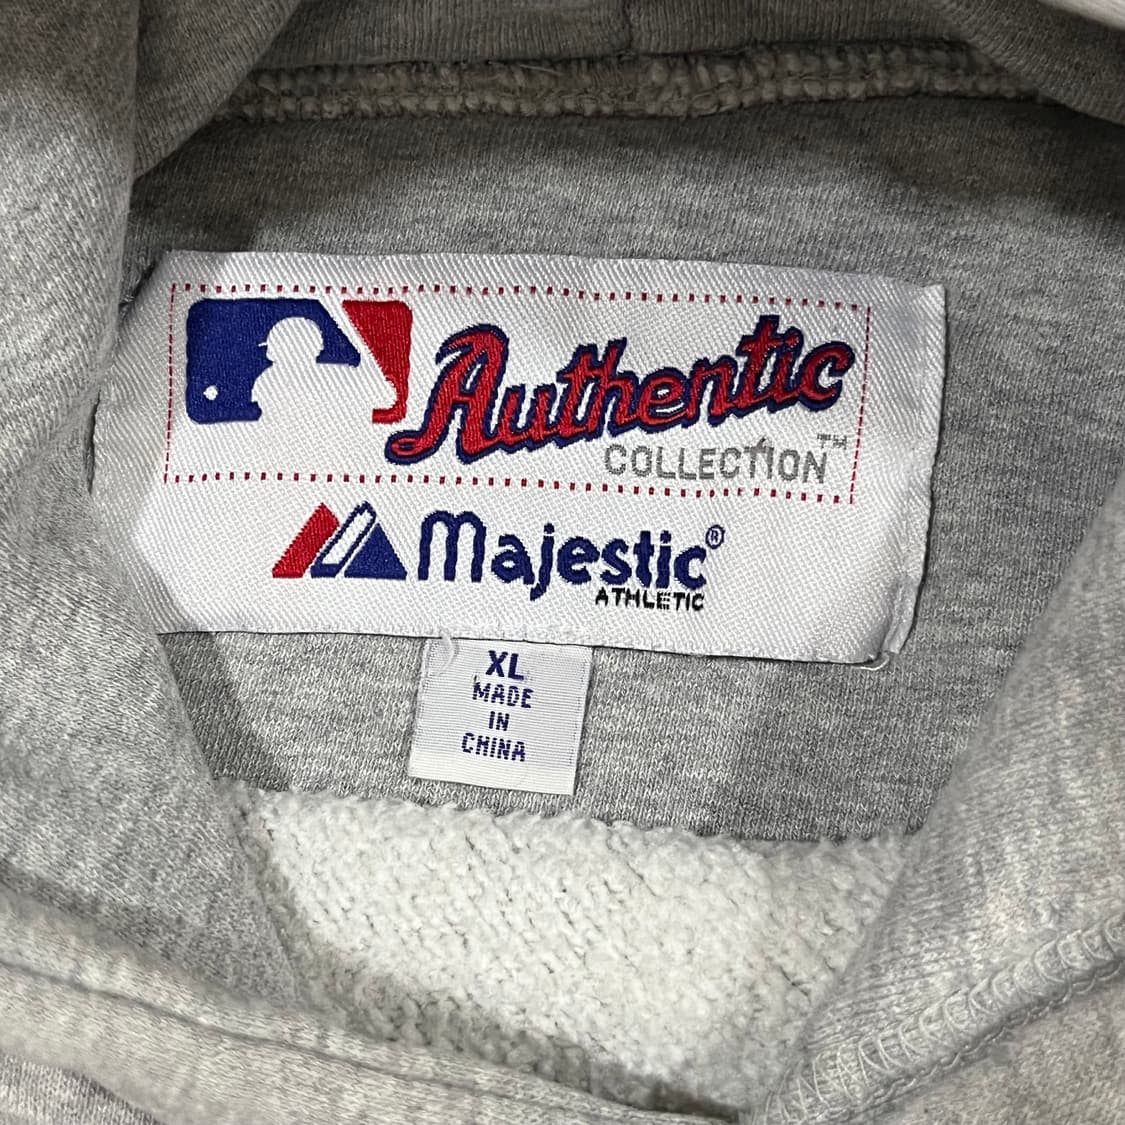 Authentic
COLLECTION™
Majestic®
ATHLETIC
XL
MADE
IN
CHINA